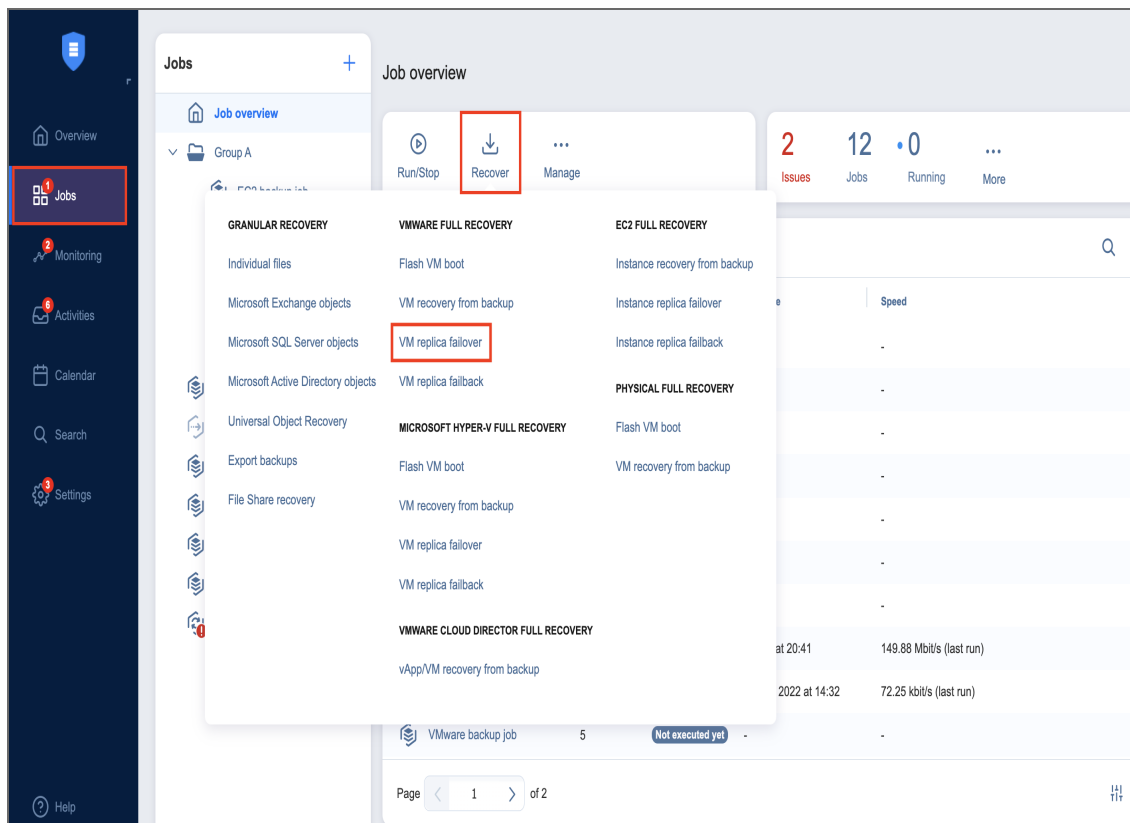 Overview
1
Jobs
2
Monitoring
6
Activities
Calendar
Search
3
Settings
Help
Jobs
Job overview
Group A
Job overview
Run/Stop
Recover
Manage
2
Issues
12
Jobs
0
Running
More
GRANULAR RECOVERY
Individual files
Microsoft Exchange objects
Microsoft SQL Server objects
Microsoft Active Directory objects
Universal Object Recovery
Export backups
File Share recovery
VMWARE FULL RECOVERY
Flash VM boot
VM recovery from backup
VM replica failover
VM replica failback
MICROSOFT HYPER-V FULL RECOVERY
Flash VM boot
VM recovery from backup
VM replica failover
VM replica failback
VMWARE CLOUD DIRECTOR FULL RECOVERY
vApp/VM recovery from backup
EC2 FULL RECOVERY
Instance recovery from backup
Instance replica failover
Instance replica failback
PHYSICAL FULL RECOVERY
Flash VM boot
VM recovery from backup
Speed
-
-
-
-
-
-
-
at 20:41 149.88 Mbit/s (last run)
2022 at 14:32 72.25 kbit/s (last run)
VMware backup job 5 Not executed yet - -
Page 1 of 2